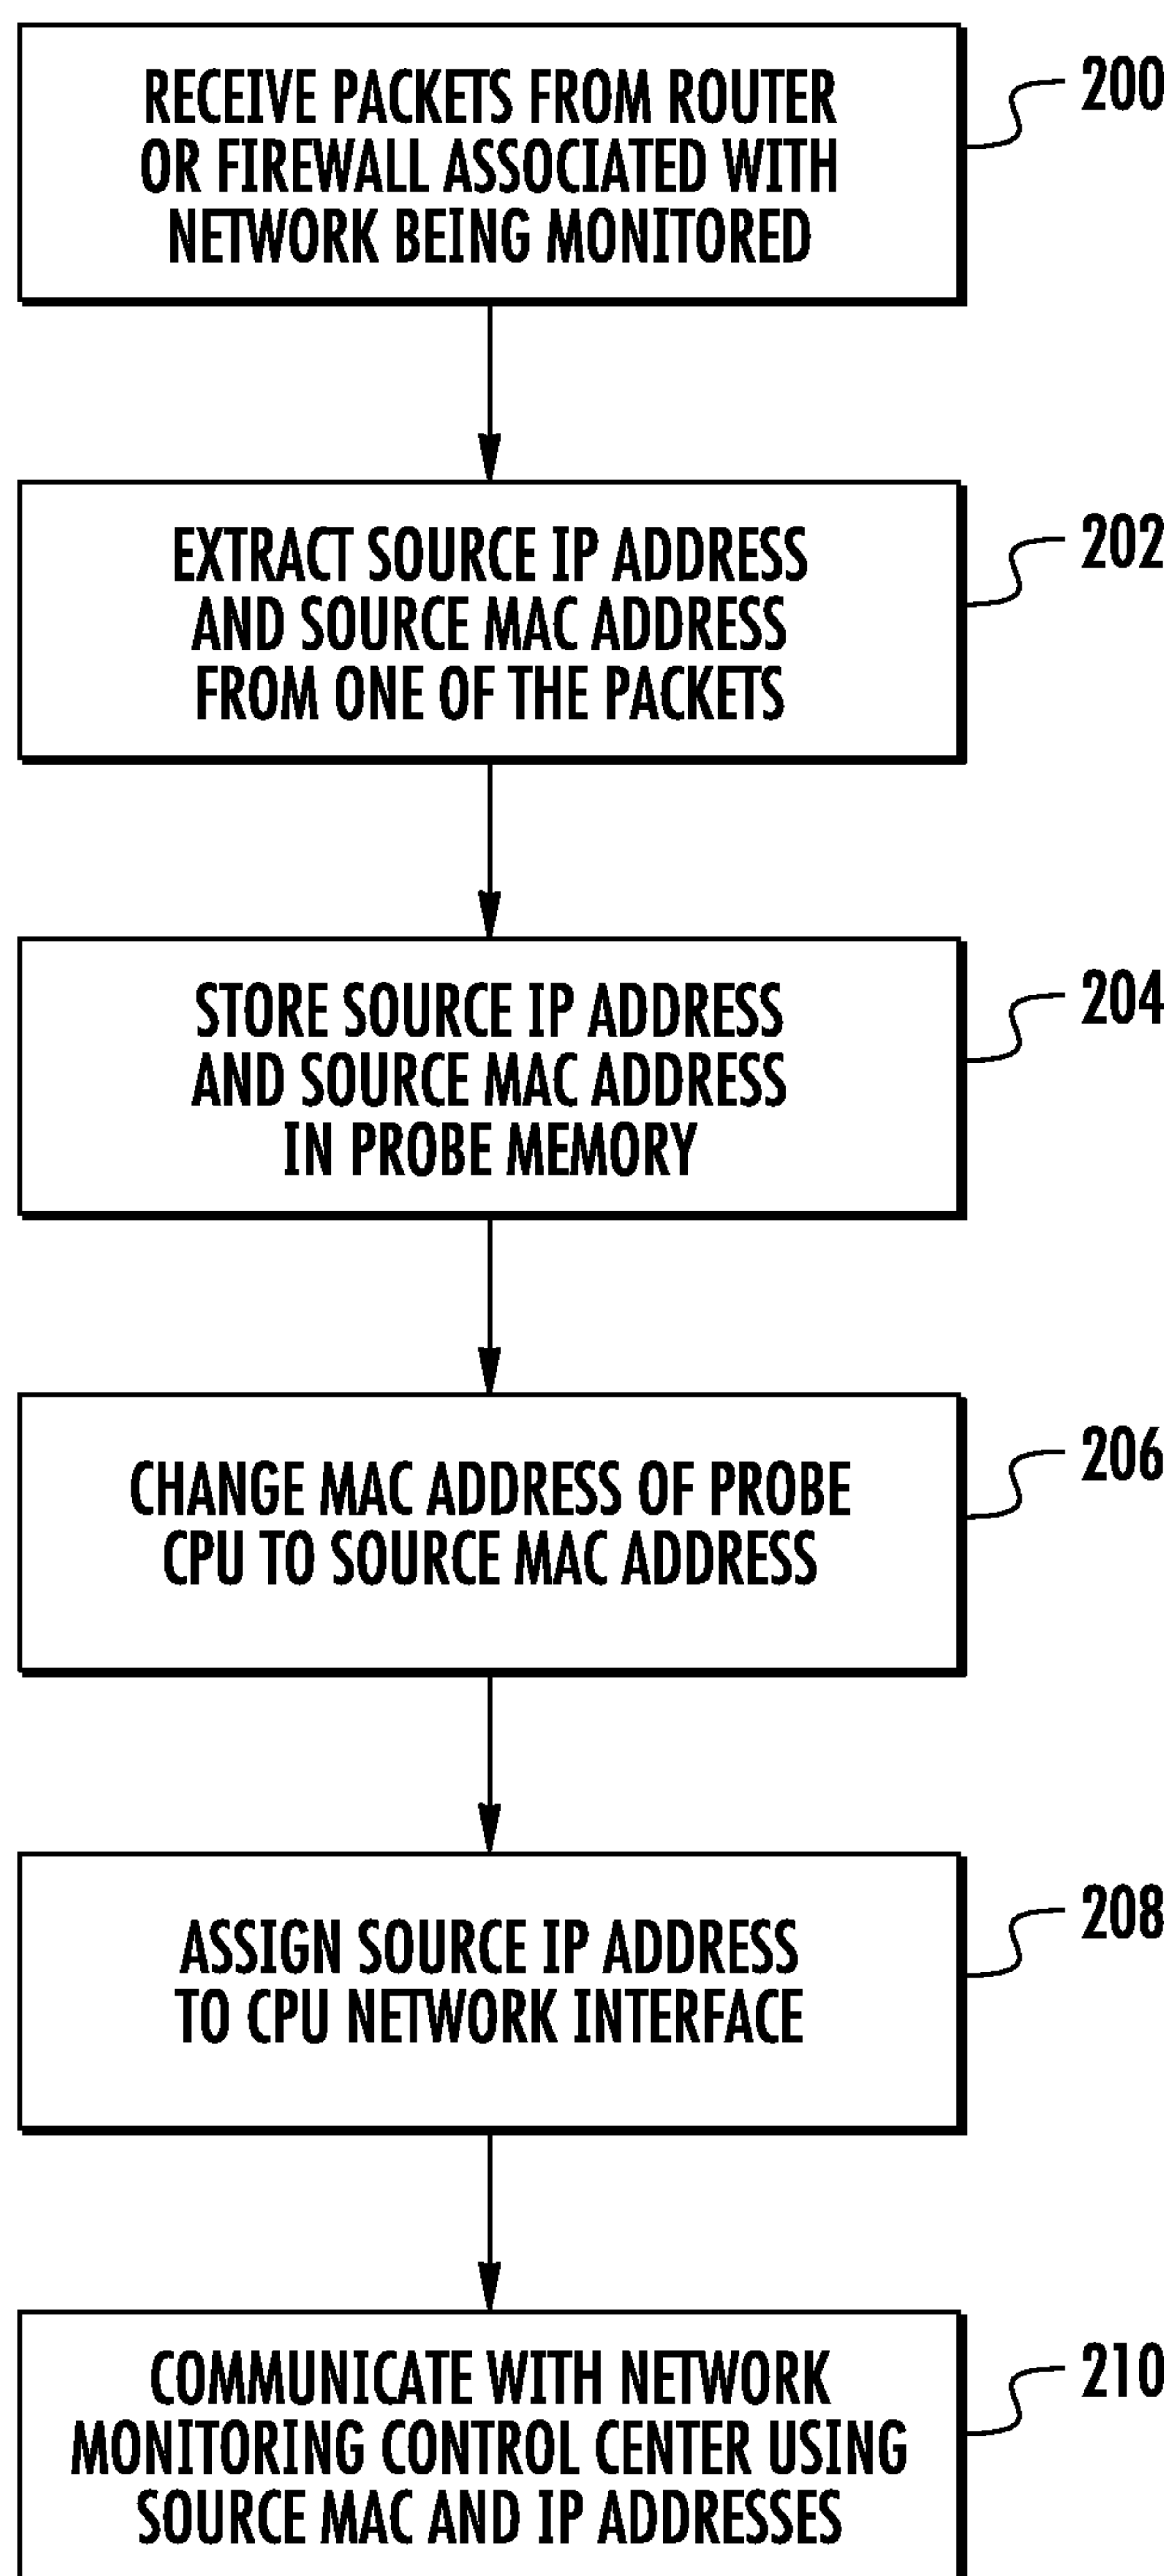 RECEIVE PACKETS FROM ROUTER
OR FIREWALL ASSOCIATED WITH
NETWORK BEING MONITORED
200
EXTRACT SOURCE IP ADDRESS
AND SOURCE MAC ADDRESS
FROM ONE OF THE PACKETS
202
STORE SOURCE IP ADDRESS
AND SOURCE MAC ADDRESS
IN PROBE MEMORY
204
CHANGE MAC ADDRESS OF PROBE
CPU TO SOURCE MAC ADDRESS
206
ASSIGN SOURCE IP ADDRESS
TO CPU NETWORK INTERFACE
208
COMMUNICATE WITH NETWORK
MONITORING CONTROL CENTER USING
SOURCE MAC AND IP ADDRESSES
210